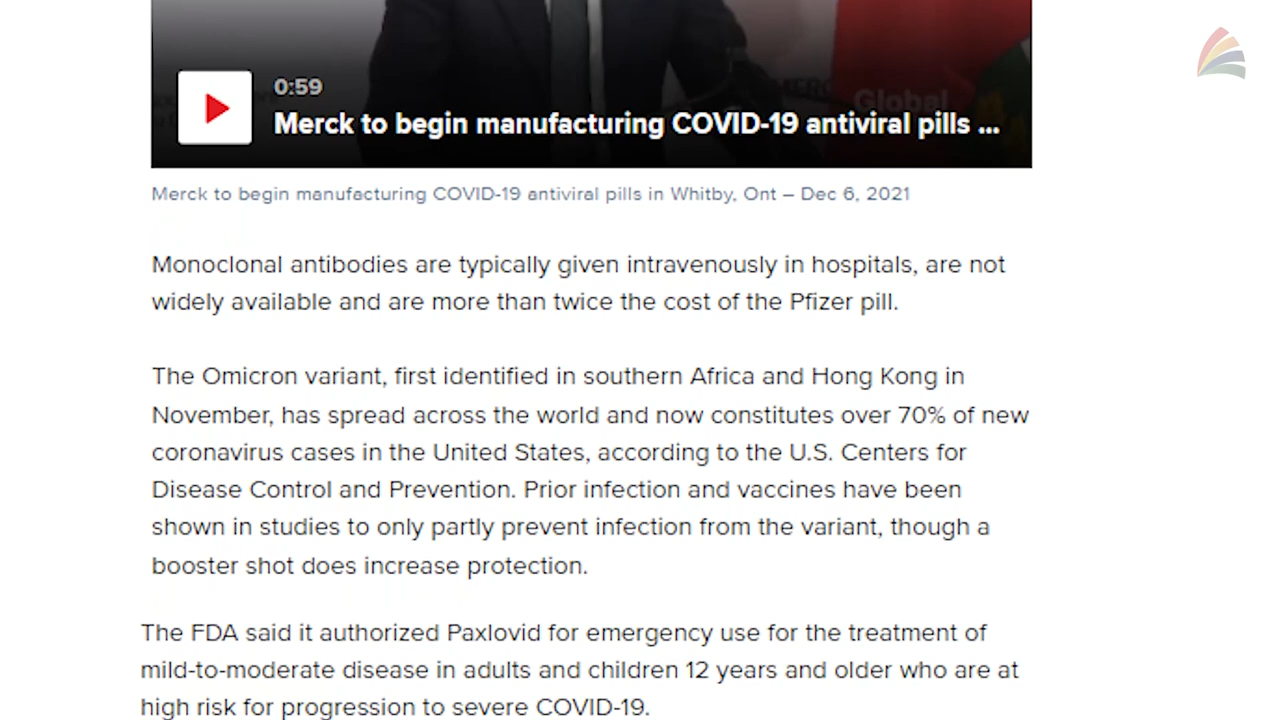 0:59
Global
Merck to begin manufacturing COVID-19 antiviral pills ...
Merck to begin manufacturing COVID-19 antiviral pills in Whitby, Ont – Dec 6, 2021
Monoclonal antibodies are typically given intravenously in hospitals, are not
widely available and are more than twice the cost of the Pfizer pill.
The Omicron variant, first identified in southern Africa and Hong Kong in
November, has spread across the world and now constitutes over 70% of new
coronavirus cases in the United States, according to the U.S. Centers for
Disease Control and Prevention. Prior infection and vaccines have been
shown in studies to only partly prevent infection from the variant, though a
booster shot does increase protection.
The FDA said it authorized Paxlovid for emergency use for the treatment of
mild-to-moderate disease in adults and children 12 years and older who are at
high risk for progression to severe COVID-19.